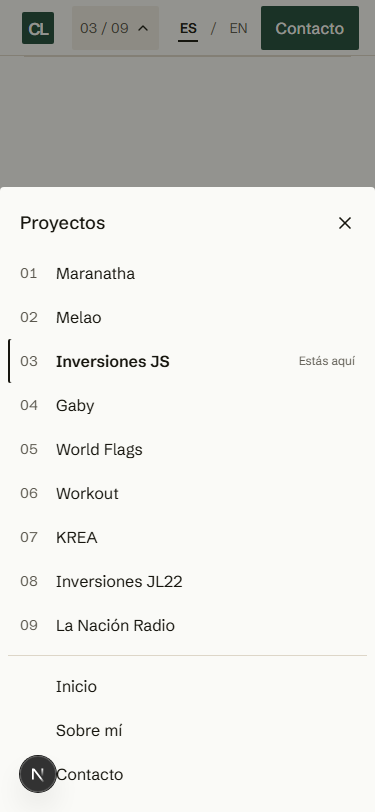 CL
03 / 09
ES / EN
Contacto
Proyectos
01 Maranatha
02 Melao
03 Inversiones JS Estás aquí
04 Gaby
05 World Flags
06 Workout
07 KREA
08 Inversiones JL22
09 La Nación Radio
Inicio
Sobre mí
N Contacto